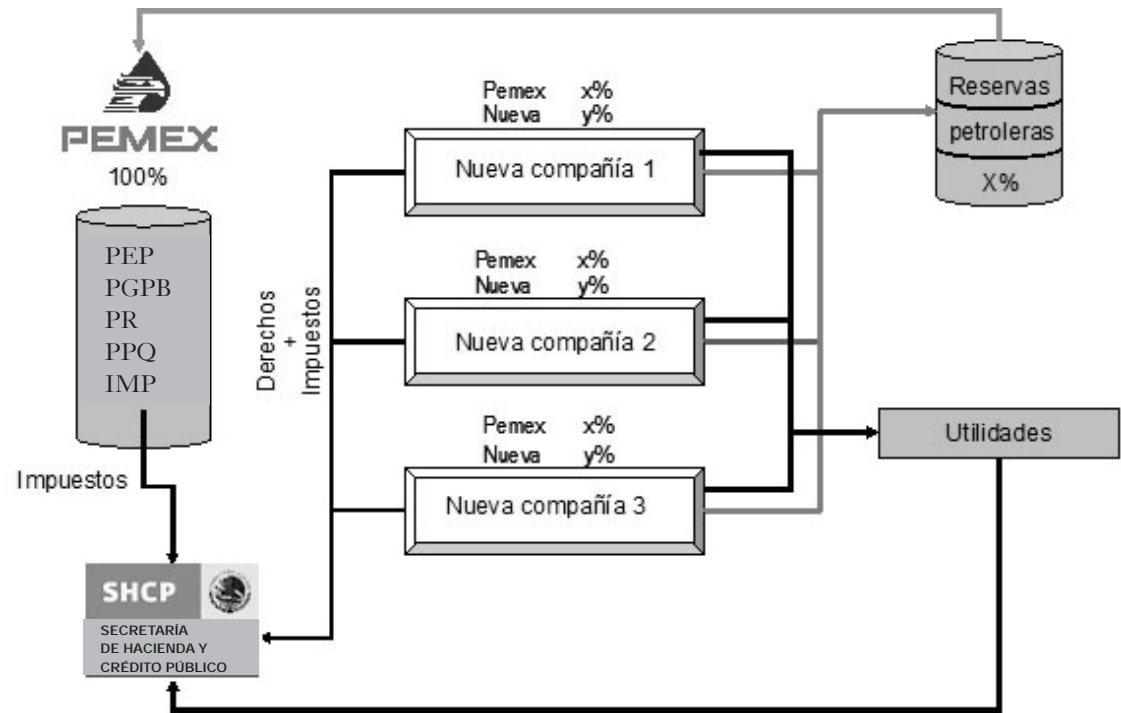 PEMEX
100%
PEP
PGPB
PR
PPQ
IMP
Impuestos
SHCP
SECRETARÍA
DE HACIENDA Y
CRÉDITO PÚBLICO
Derechos
+
Impuestos
Pemex x%
Nueva y%
Nueva compañía 1
Pemex x%
Nueva y%
Nueva compañía 2
Pemex x%
Nueva y%
Nueva compañía 3
Reservas
petroleras
X%
Utilidades